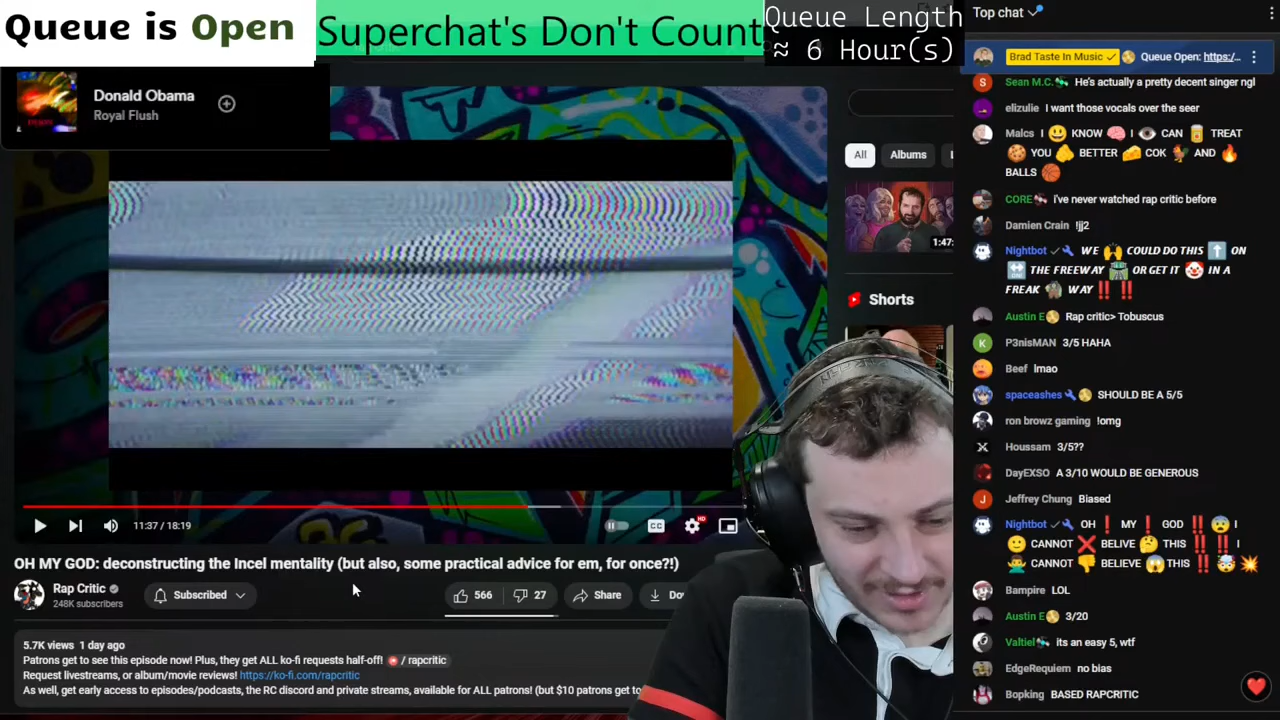 Queue is Open
Superchat's Don't Count
Queue Length
≈ 6 Hour(s)
Donald Obama
Royal Flush
All
Albums
1:47:
Shorts
11:37 / 18:19
CC
HD
OH MY GOD: deconstructing the Incel mentality (but also, some practical advice for em, for once?!)
Rap Critic
248K subscribers
Subscribed
566
27
Share
5.7K views 1 day ago
Patrons get to see this episode now! Plus, they get ALL ko-fi requests half-off! / rapcritic
Request livestreams, or album/movie reviews! https://ko-fi.com/rapcritic
As well, get early access to episodes/podcasts, the RC discord and private streams, available for ALL patrons! (but $10 patrons get to
Top chat
Brad Taste In Music Queue Open: https:/...
Sean M.C. He's actually a pretty decent singer ngl
elizulie I want those vocals over the seer
Malcs I 😃 KNOW 🧠 I 👁 CAN 🥫 TREAT
🍪 YOU 🫵 BETTER 🧀 COK 🐓 AND 🔥
BALLS 🏀
CORE I've never watched rap critic before
Damien Crain !jj2
Nightbot WE 🙌 COULD DO THIS ⬆️ ON
🔛 THE FREEWAY 🛣 OR GET IT 🤡 IN A
FREAK WAY ‼️ ‼️
Austin E Rap critic> Tobuscus
P3nisMAN 3/5 HAHA
Beef lmao
spaceashes SHOULD BE A 5/5
ron browz gaming !omg
Houssam 3/5??
DayEXSO A 3/10 WOULD BE GENEROUS
Jeffrey Chung Biased
Nightbot OH ❗ MY ❗ GOD ‼️ 😨 I
🙂 CANNOT ❌ BELIVE 🤔 THIS ‼️ ‼️ I
🙅‍♂️ CANNOT 👎 BELIEVE 😱 THIS ‼️ 🤯 💥
Bampire LOL
Austin E 3/20
Valtiel its an easy 5, wtf
EdgeRequiem no bias
Bopking BASED RAPCRITIC